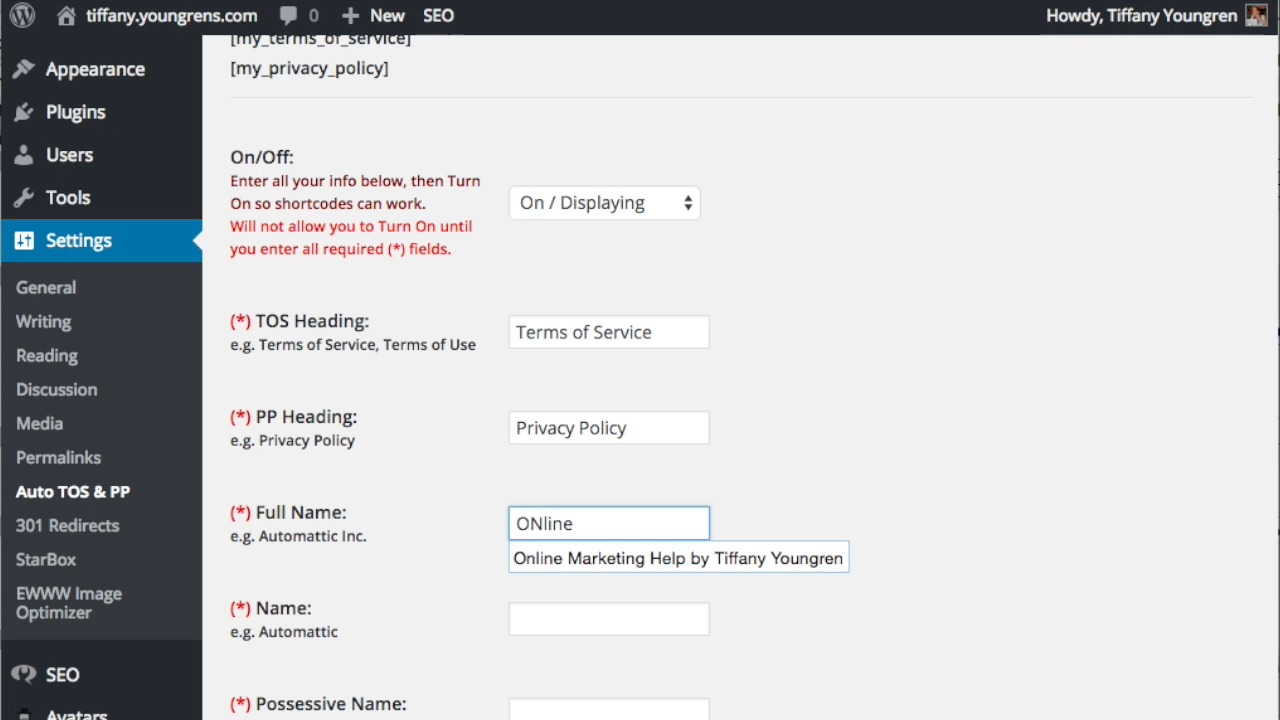 tiffany.youngrens.com 0 New SEO Howdy, Tiffany Youngren
Appearance
Plugins
Users
Tools
Settings
General
Writing
Reading
Discussion
Media
Permalinks
Auto TOS & PP
301 Redirects
StarBox
EWWW Image
Optimizer
SEO
Avatars
[my_terms_of_service]
[my_privacy_policy]
On/Off:
Enter all your info below, then Turn
On so shortcodes can work.
Will not allow you to Turn On until
you enter all required (*) fields.
On / Displaying
(*) TOS Heading:
e.g. Terms of Service, Terms of Use
Terms of Service
(*) PP Heading:
e.g. Privacy Policy
Privacy Policy
(*) Full Name:
e.g. Automattic Inc.
ONline
Online Marketing Help by Tiffany Youngren
(*) Name:
e.g. Automattic
(*) Possessive Name: